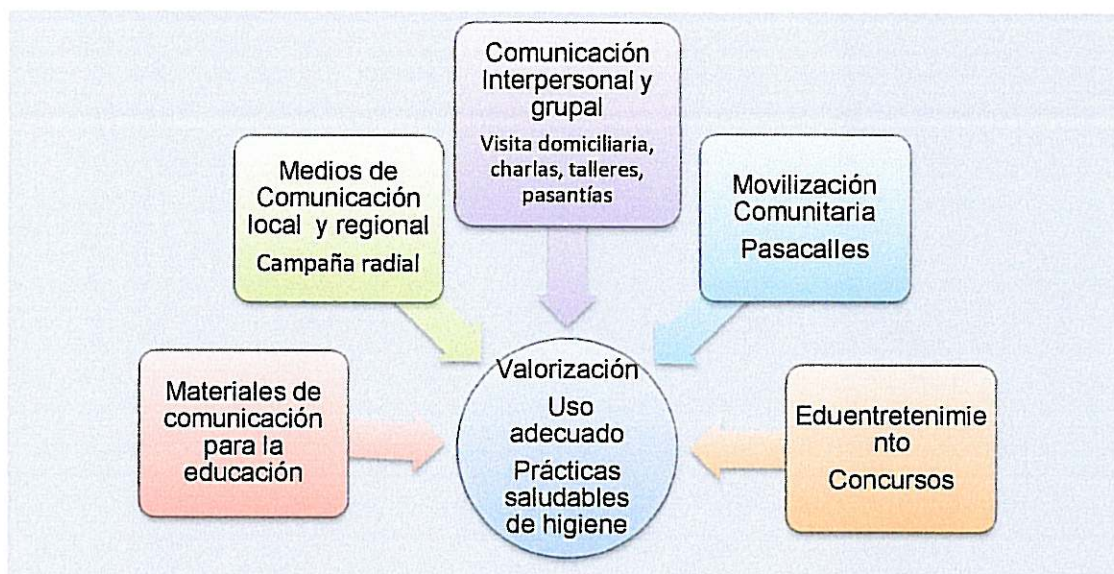 Comunicación
Interpersonal y
grupal
Visita domiciliaria,
charlas, talleres,
pasantías
Medios de
Comunicación
local y regional
Campaña radial
Movilización
Comunitaria
Pasacalles
Materiales de
comunicación
para la
educación
Valorización
Uso
adecuado
Prácticas
saludables
de higiene
Eduentretenimie
nto
Concursos